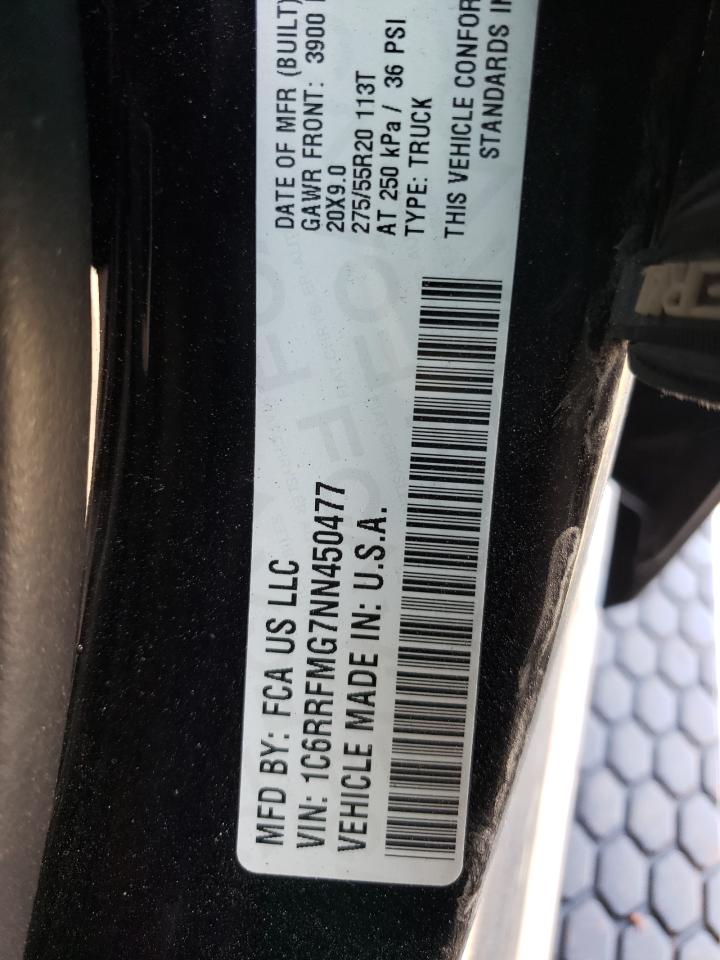 MFD BY: FCA US LLC
VIN: 1C6RRFMG7NN450477
VEHICLE MADE IN: U.S.A.
DATE OF MFR (BUILT)
GAWR FRONT: 3900
20X9.0
275/55R20 113T
AT 250 kPa / 36 PSI
TYPE: TRUCK
THIS VEHICLE CONFOR
STANDARDS IN